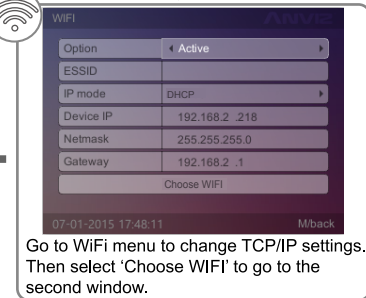 WIFI ANVIZ
Option Active
ESSID
IP mode DHCP
Device IP 192.168.2 .218
Netmask 255.255.255.0
Gateway 192.168.2 .1
Choose WIFI
07-01-2015 17:48:11 M/back
Go to WiFi menu to change TCP/IP settings.
Then select 'Choose WIFI' to go to the
second window.